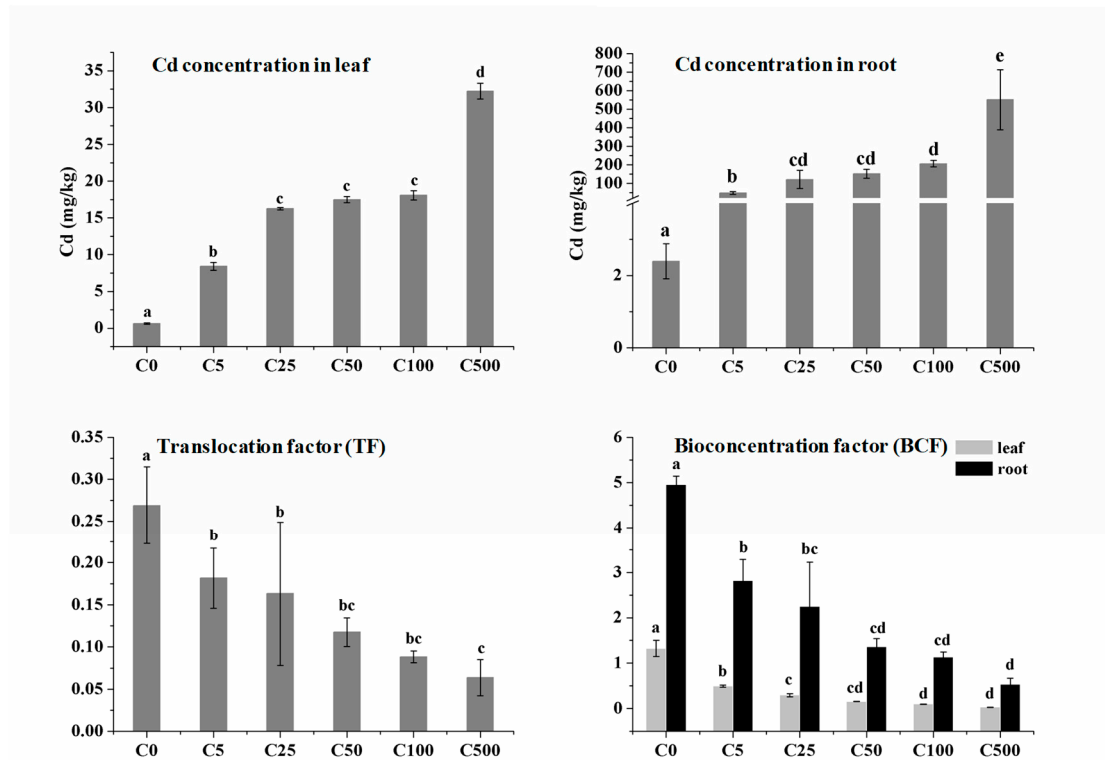 Cd concentration in leaf
Cd (mg/kg)
35
30
25
20
15
10
5
0
a
b
c
c
c
d
C0 C5 C25 C50 C100 C500
Cd concentration in root
Cd (mg/kg)
800
700
600
500
400
300
200
100
2
0
a
b
cd
cd
d
e
C0 C5 C25 C50 C100 C500
Translocation factor (TF)
0.35
0.30
0.25
0.20
0.15
0.10
0.05
0.00
a
b
b
bc
bc
c
C0 C5 C25 C50 C100 C500
Bioconcentration factor (BCF)
leaf
root
6
5
4
3
2
1
0
a
a
b
b
c
bc
cd
cd
d
cd
d
d
C0 C5 C25 C50 C100 C500